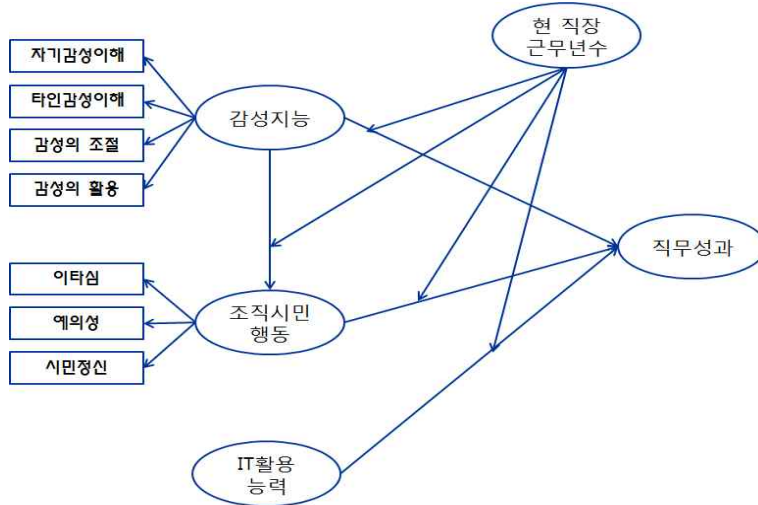 현 직장
근무년수
자기감성이해
타인감성이해
감성의 조절
감성의 활용
감성지능
직무성과
이타심
예의성
시민정신
조직시민
행동
IT활용
능력